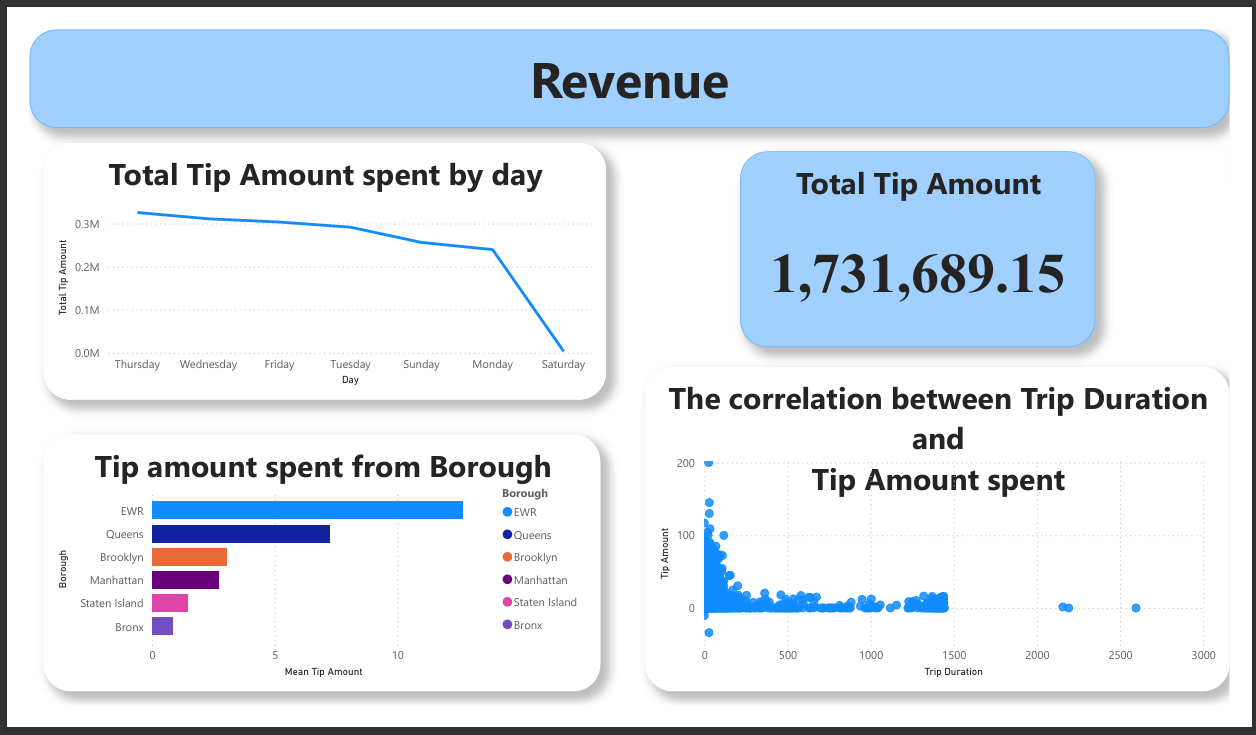 Revenue
Total Tip Amount spent by day
Total Tip Amount
0.3M
0.2M
0.1M
0.0M
Thursday Wednesday Friday Tuesday Sunday Monday Saturday
Day
Total Tip Amount
1,731,689.15
Tip amount spent from Borough
Borough
EWR
Queens
Brooklyn
Manhattan
Staten Island
Bronx
0 5 10
Mean Tip Amount
Borough
EWR
Queens
Brooklyn
Manhattan
Staten Island
Bronx
The correlation between Trip Duration
and
Tip Amount spent
Tip Amount
200
100
0
0 500 1000 1500 2000 2500 3000
Trip Duration